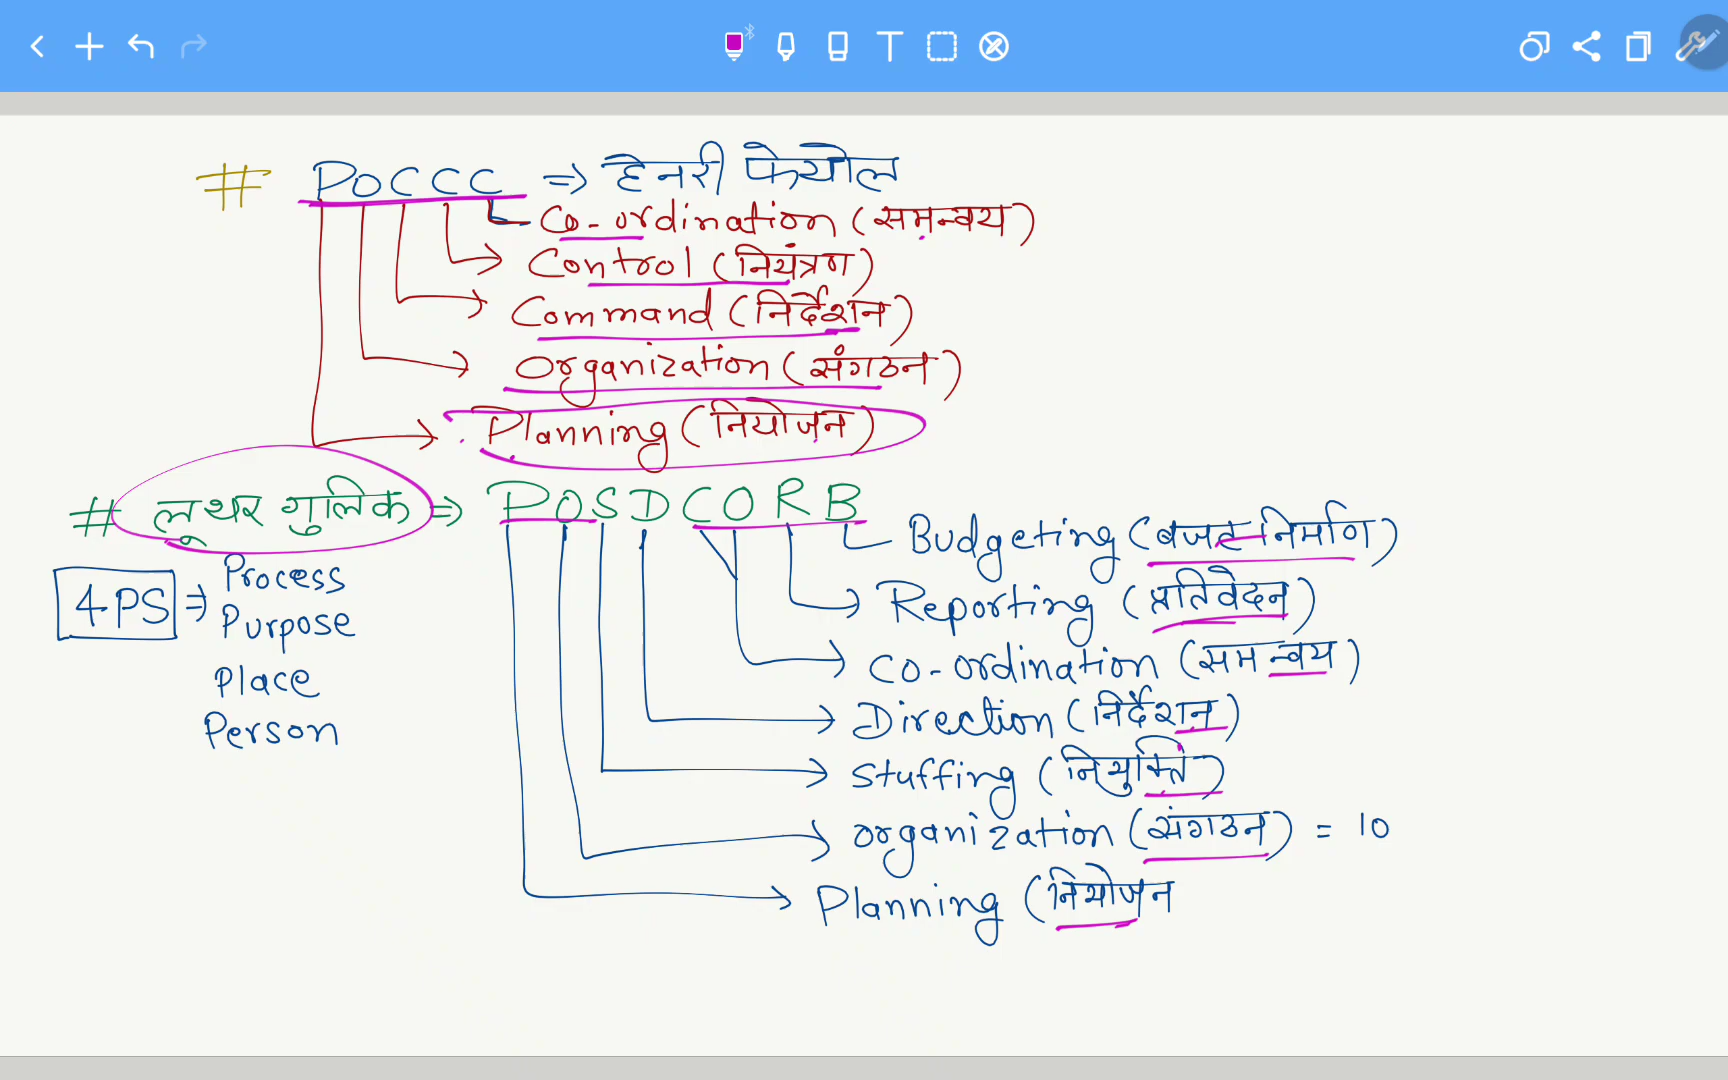 # POCCC ⇒ हेनरी फेयोल
Co-ordination (समन्वय)
Control (नियंत्रण)
Command (निर्देशन)
Organization (संगठन)
Planning (नियोजन)
# लूथर गुलिक ⇒ POSDCORB
Budgeting (बजट निर्माण)
4PS ⇒ Process
Purpose
Place
Person
Reporting (प्रतिवेदन)
Co-ordination (समन्वय)
Direction (निर्देशन)
Stuffing (नियुक्ति)
organization (संगठन) = 10
Planning (नियोजन